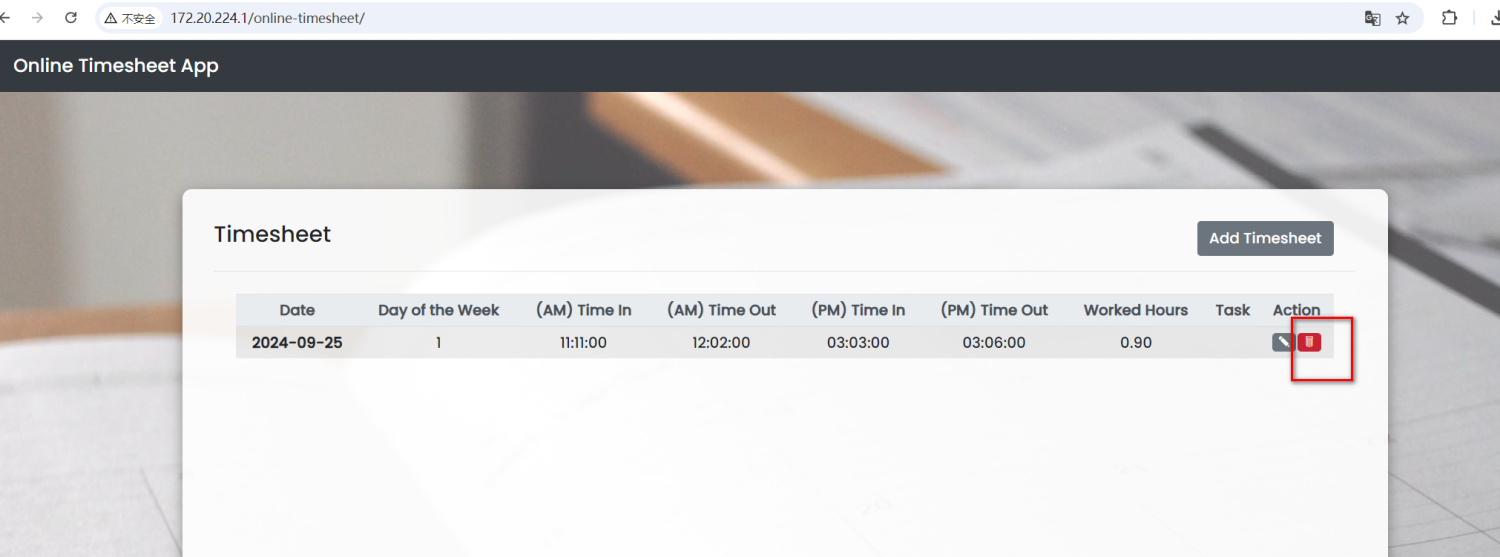 不安全 172.20.224.1/online-timesheet/
Online Timesheet App
Timesheet
Add Timesheet
Date Day of the Week (AM) Time In (AM) Time Out (PM) Time In (PM) Time Out Worked Hours Task Action
2024-09-25 1 11:11:00 12:02:00 03:03:00 03:06:00 0.90